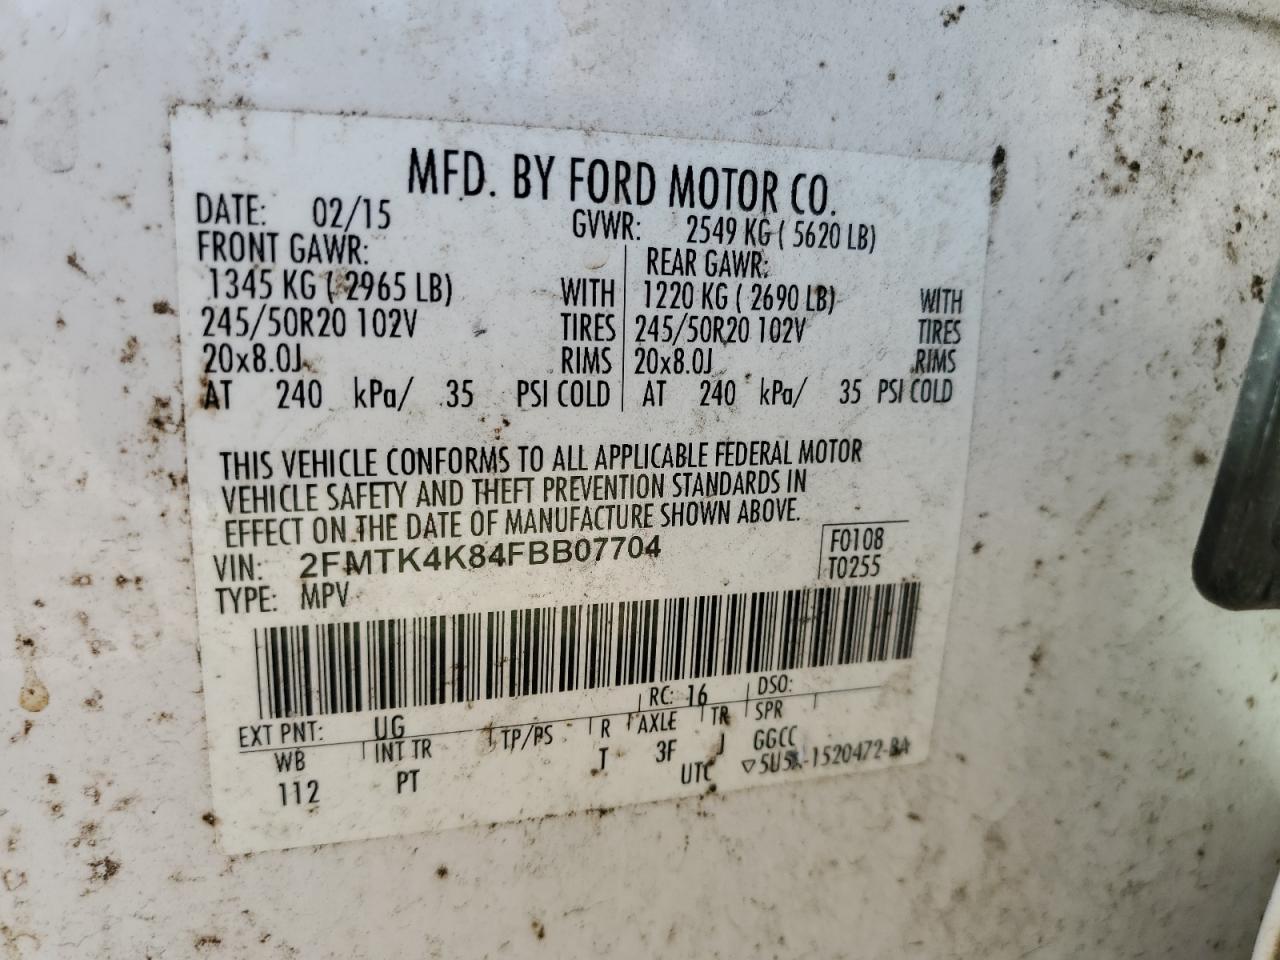 MFD. BY FORD MOTOR CO.
DATE: 02/15 GVWR: 2549 KG ( 5620 LB)
FRONT GAWR: REAR GAWR:
1345 KG ( 2965 LB) WITH 1220 KG ( 2690 LB) WITH
245/50R20 102V TIRES 245/50R20 102V TIRES
20x8.0J RIMS 20x8.0J RIMS
AT 240 kPa/ 35 PSI COLD AT 240 kPa/ 35 PSI COLD
THIS VEHICLE CONFORMS TO ALL APPLICABLE FEDERAL MOTOR
VEHICLE SAFETY AND THEFT PREVENTION STANDARDS IN
EFFECT ON THE DATE OF MANUFACTURE SHOWN ABOVE.
VIN: 2FMTK4K84FBB07704 F0108
TYPE: MPV T0255
EXT PNT: UG RC: 16 DSO:
WB INT TR TP/PS R AXLE TR SPR
112 PT T 3F J GGCC
UTC